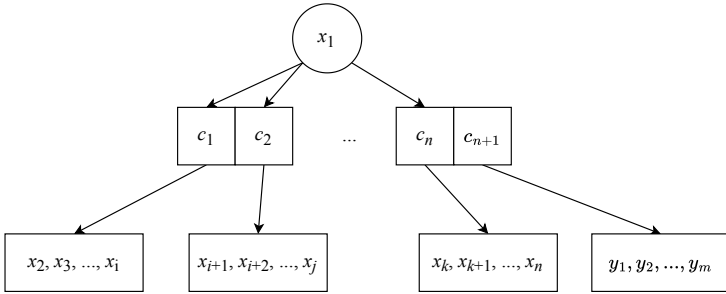 x₁
c₁ c₂ ... cₙ cₙ₊₁
x₂, x₃, ..., xᵢ xᵢ₊₁, xᵢ₊₂, ..., xⱼ xₖ, xₖ₊₁, ..., xₙ y₁, y₂, ..., yₘ